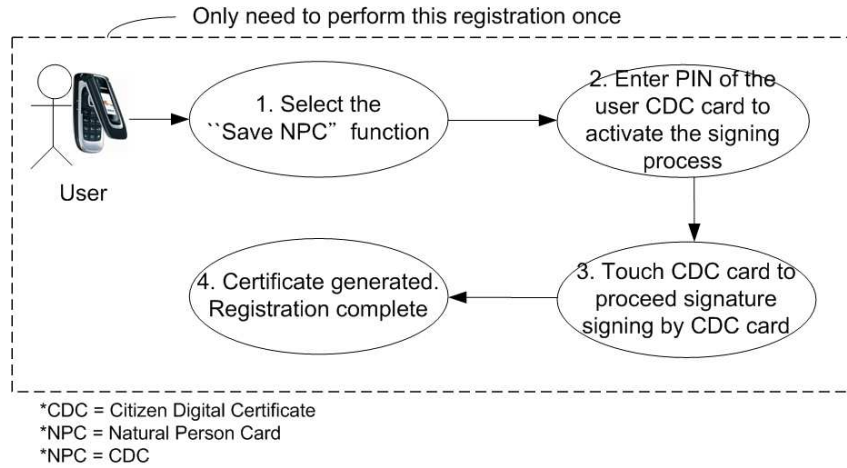 Only need to perform this registration once
User
1. Select the
``Save NPC” function
2. Enter PIN of the
user CDC card to
activate the signing
process
3. Touch CDC card to
proceed signature
signing by CDC card
4. Certificate generated.
Registration complete
*CDC = Citizen Digital Certificate
*NPC = Natural Person Card
*NPC = CDC